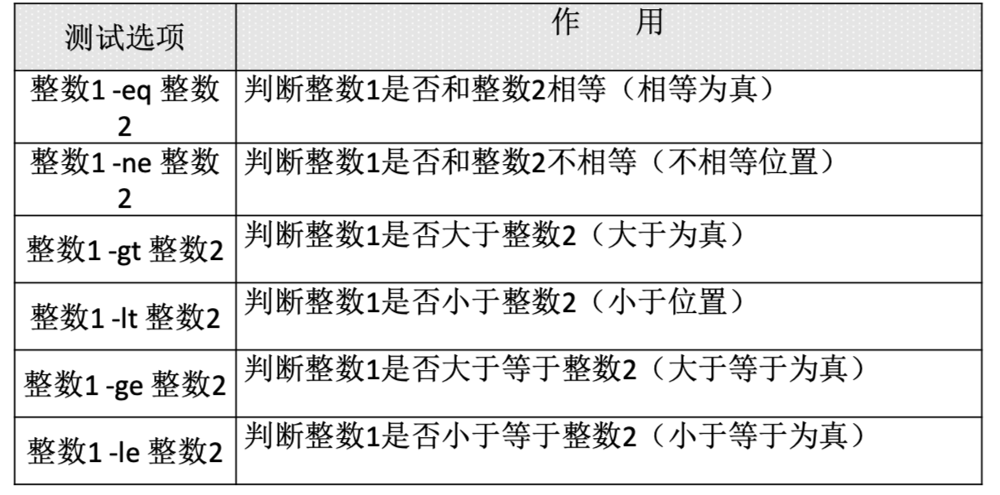 测试选项
作 用
整数1 -eq 整数
2
判断整数1是否和整数2相等（相等为真）
整数1 -ne 整数
2
判断整数1是否和整数2不相等（不相等位置）
整数1 -gt 整数2
判断整数1是否大于整数2（大于为真）
整数1 -lt 整数2
判断整数1是否小于整数2（小于位置）
整数1 -ge 整数2
判断整数1是否大于等于整数2（大于等于为真）
整数1 -le 整数2
判断整数1是否小于等于整数2（小于等于为真）